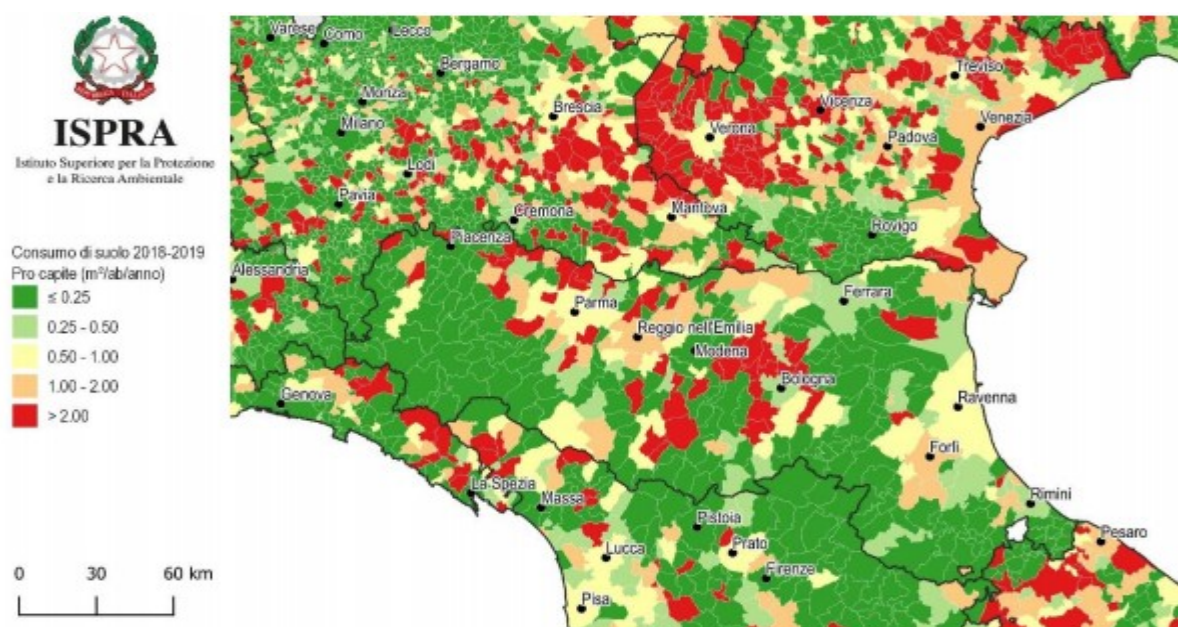 ISPRA
Istituto Superiore per la Protezione
e la Ricerca Ambientale
Consumo di suolo 2018-2019
Pro capite (m²/ab/anno)
≤ 0.25
0.25 - 0.50
0.50 - 1.00
1.00 - 2.00
> 2.00
0 30 60 km
Varese
Como
Lecco
Bergamo
Monza
Milano
Brescia
Lodi
Pavia
Cremona
Piacenza
Alessandria
Genova
Treviso
Vicenza
Venezia
Verona
Padova
Mantova
Rovigo
Ferrara
Parma
Reggio nell'Emilia
Modena
Bologna
Ravenna
Forlì
La Spezia
Massa
Rimini
Pistoia
Pesaro
Lucca
Prato
Firenze
Pisa